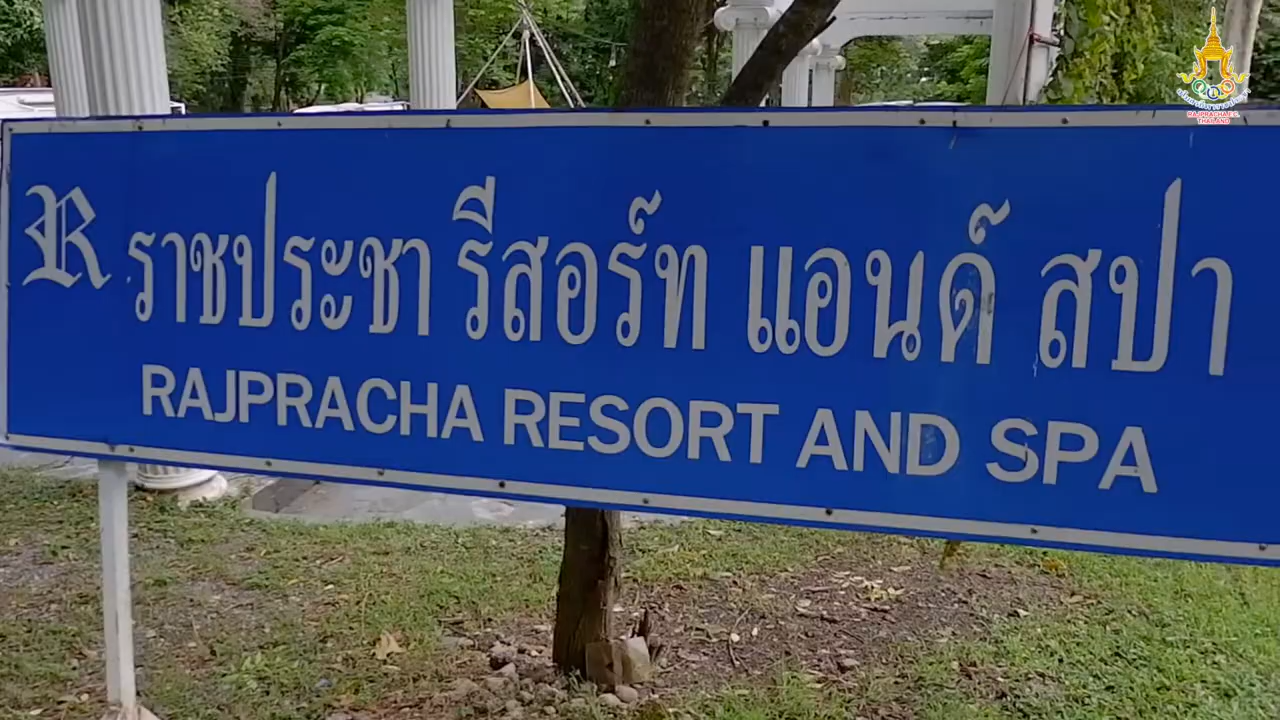 R ราชประชา รีสอร์ท แอนด์ สปา
RAJPRACHA RESORT AND SPA
THAILAND